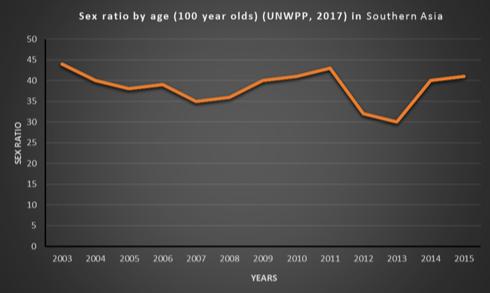 Sex ratio by age (100 year olds) (UNWPP, 2017) in Southern Asia
50
45
40
35
30
25
20
15
10
5
0
SEX RATIO
2003 2004 2005 2006 2007 2008 2009 2010 2011 2012 2013 2014 2015
YEARS